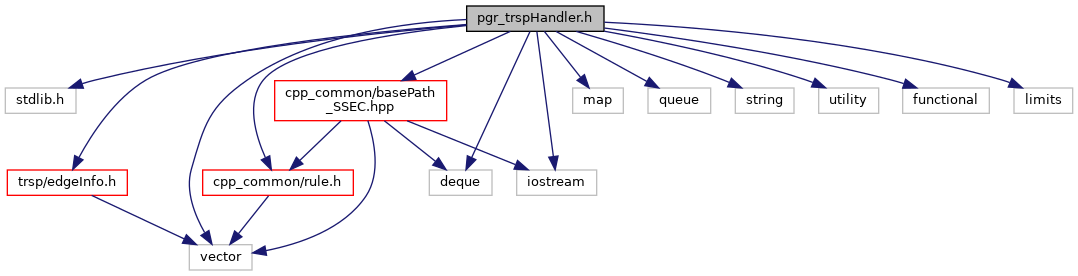 pgr_trspHandler.h
stdlib.h
cpp_common/basePath
_SSEC.hpp
map
queue
string
utility
functional
limits
trsp/edgeInfo.h
cpp_common/rule.h
deque
iostream
vector